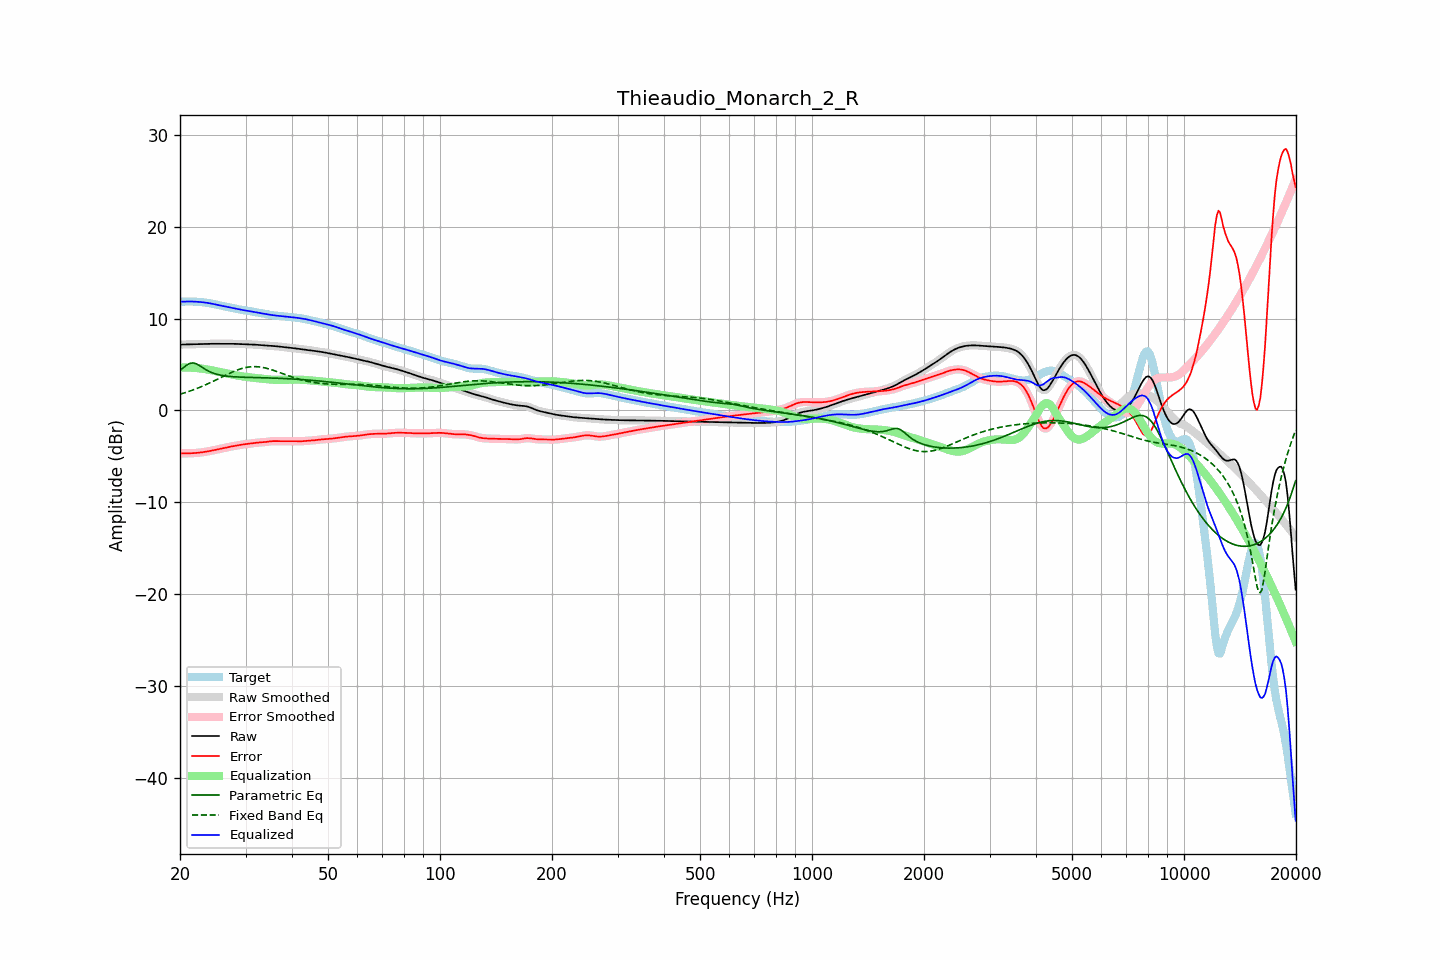 Thieaudio_Monarch_2_R
Amplitude (dBr)
30
20
10
0
−10
−20
−30
−40
Target
Raw Smoothed
Error Smoothed
Raw
Error
Equalization
Parametric Eq
Fixed Band Eq
Equalized
20 50 100 200 500 1000 2000 5000 10000 20000
Frequency (Hz)